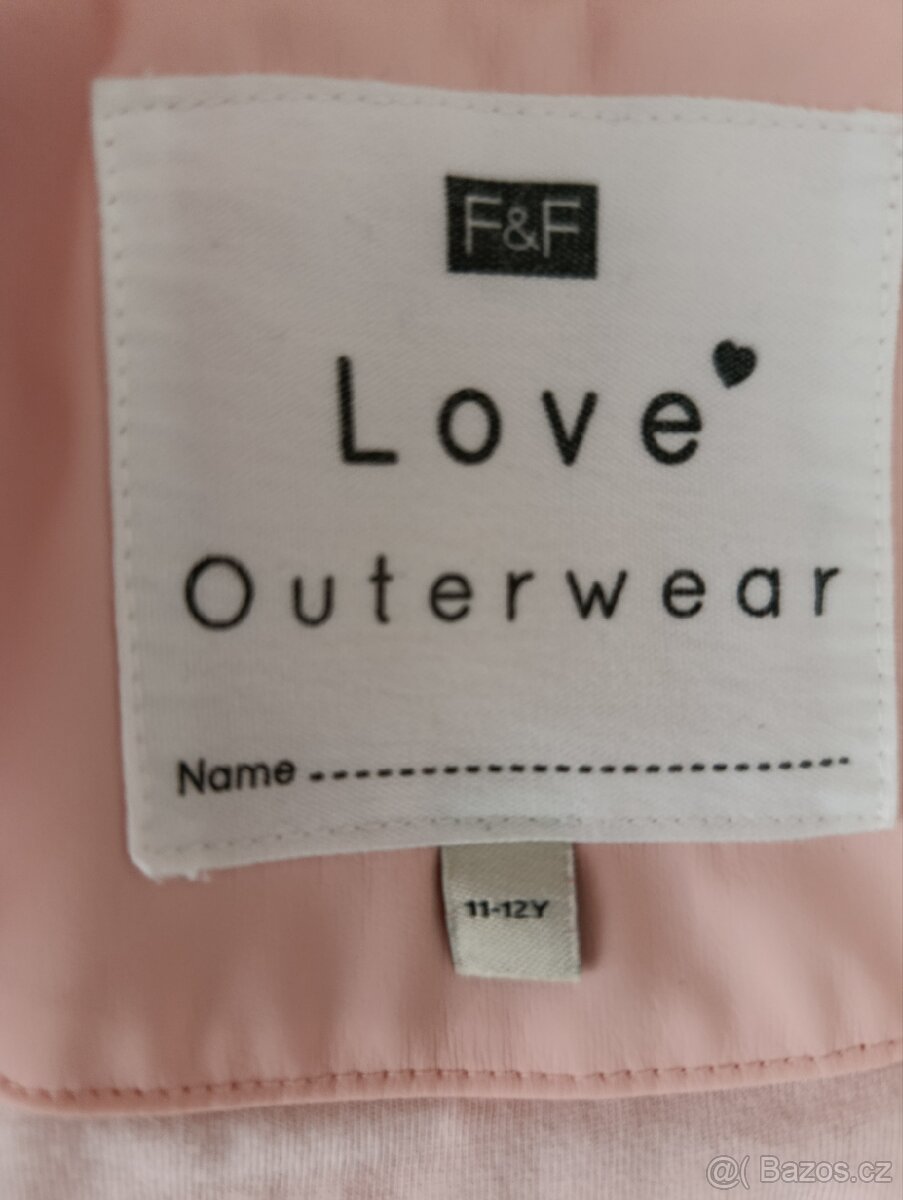 F&F
Love
Outerwear
Name
11-12Y
@( Bazos.cz